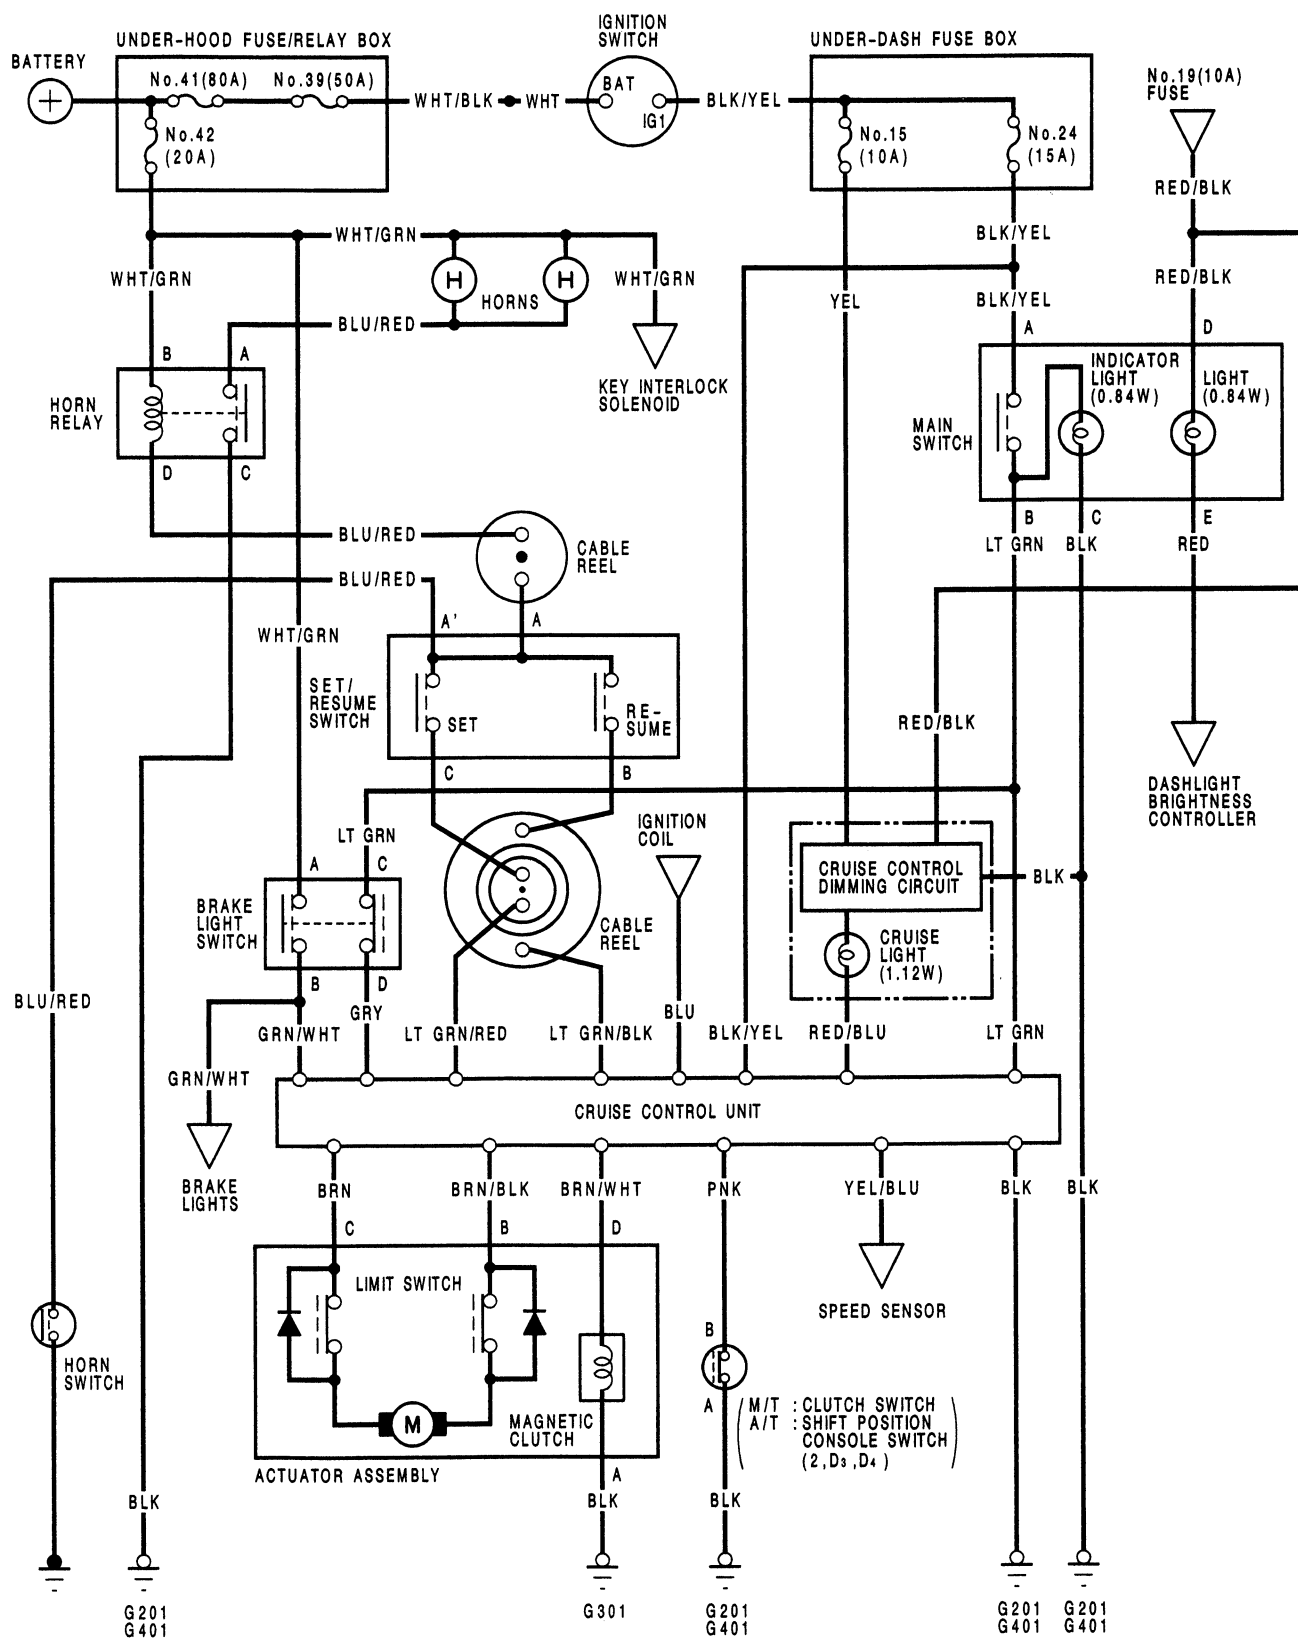 IGNITION
SWITCH
UNDER-HOOD FUSE/RELAY BOX
UNDER-DASH FUSE BOX
BATTERY
No.41(80A)
No.39(50A)
No.19(10A)
FUSE
BAT
WHT/BLK
WHT
BLK/YEL
IG1
No.42
(20A)
No.15
(10A)
No.24
(15A)
RED/BLK
WHT/GRN
BLK/YEL
WHT/GRN
H
H
HORNS
WHT/GRN
RED/BLK
YEL
BLK/YEL
BLU/RED
A
D
B
A
INDICATOR
LIGHT
(0.84W)
LIGHT
(0.84W)
KEY INTERLOCK
SOLENOID
HORN
RELAY
MAIN
SWITCH
D
C
B
C
E
BLU/RED
CABLE
REEL
LT GRN
BLK
RED
BLU/RED
A'
A
WHT/GRN
SET/
RESUME
SWITCH
SET
RE-
SUME
RED/BLK
C
B
DASHLIGHT
BRIGHTNESS
CONTROLLER
IGNITION
COIL
LT GRN
A
C
CRUISE CONTROL
DIMMING CIRCUIT
BLK
BRAKE
LIGHT
SWITCH
CABLE
REEL
CRUISE
LIGHT
(1.12W)
B
D
BLU/RED
GRY
BLU
GRN/WHT
LT GRN/RED
LT GRN/BLK
BLK/YEL
RED/BLU
LT GRN
GRN/WHT
CRUISE CONTROL UNIT
BRAKE
LIGHTS
BRN
BRN/BLK
BRN/WHT
PNK
YEL/BLU
BLK
BLK
C
B
D
LIMIT SWITCH
SPEED SENSOR
B
HORN
SWITCH
M
MAGNETIC
CLUTCH
A
M/T : CLUTCH SWITCH
A/T : SHIFT POSITION
CONSOLE SWITCH
(2,D3,D4)
ACTUATOR ASSEMBLY
A
BLK
BLK
BLK
G201
G401
G301
G201
G401
G201
G401
G201
G401